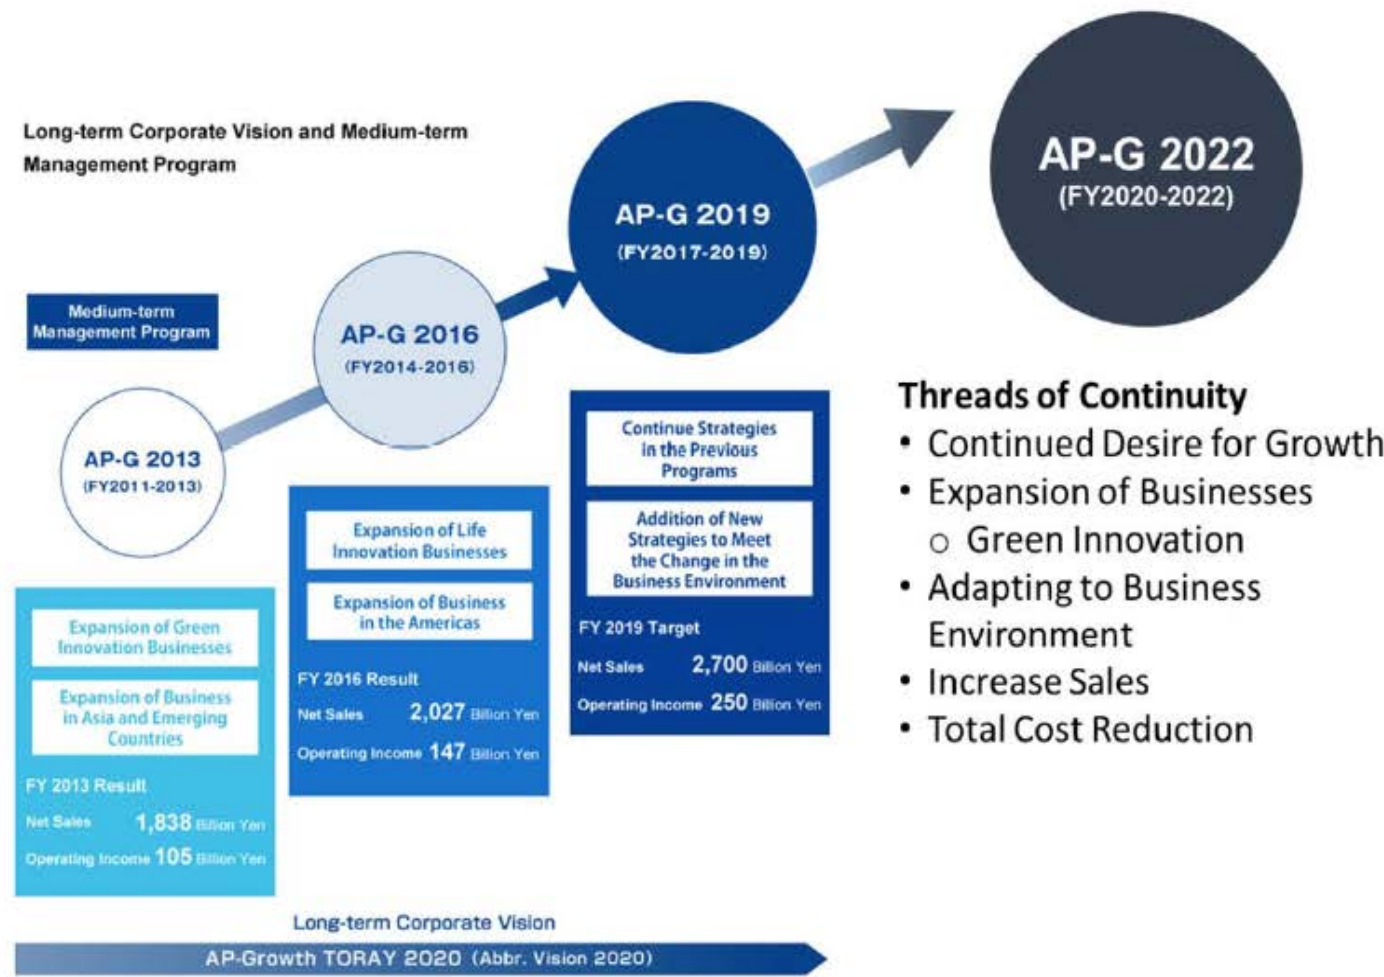 Long-term Corporate Vision and Medium-term
Management Program
Medium-term
Management Program
AP-G 2013
(FY2011-2013)
AP-G 2016
(FY2014-2016)
AP-G 2019
(FY2017-2019)
AP-G 2022
(FY2020-2022)
Expansion of Green
Innovation Businesses
Expansion of Business
in Asia and Emerging
Countries
FY 2013 Result
Net Sales 1,838 Billion Yen
Operating Income 105 Billion Yen
Expansion of Life
Innovation Businesses
Expansion of Business
in the Americas
FY 2016 Result
Net Sales 2,027 Billion Yen
Operating Income 147 Billion Yen
Continue Strategies
in the Previous
Programs
Addition of New
Strategies to Meet
the Change in the
Business Environment
FY 2019 Target
Net Sales 2,700 Billion Yen
Operating Income 250 Billion Yen
Threads of Continuity
• Continued Desire for Growth
• Expansion of Businesses
o Green Innovation
• Adapting to Business
Environment
• Increase Sales
• Total Cost Reduction
Long-term Corporate Vision
AP-Growth TORAY 2020 (Abbr. Vision 2020)